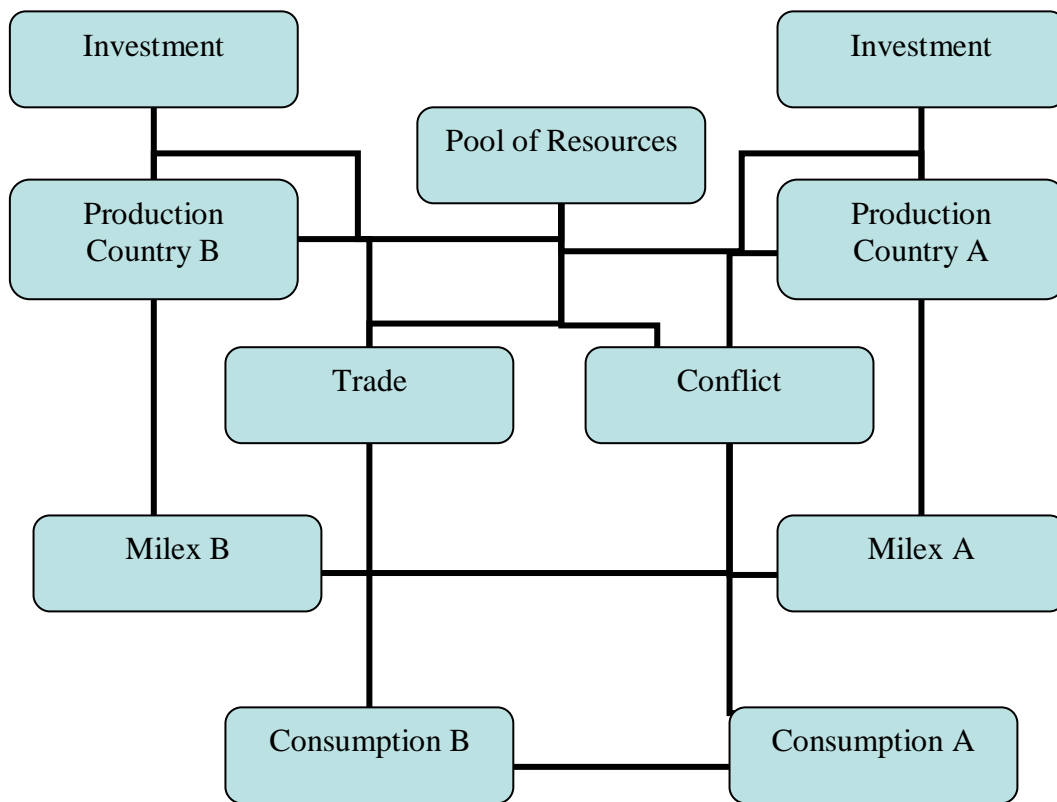 Investment
Investment
Pool of Resources
Production
Country B
Production
Country A
Trade
Conflict
Milex B
Milex A
Consumption B
Consumption A